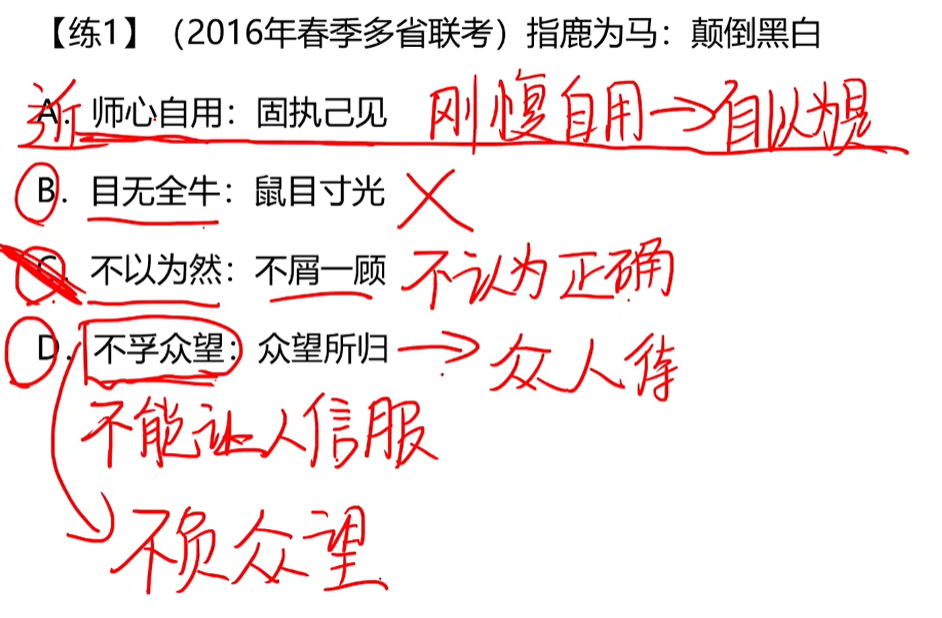 【练1】（2016年春季多省联考）指鹿为马：颠倒黑白
近 A. 师心自用：固执己见 刚愎自用→自以为是
B. 目无全牛：鼠目寸光 ×
C. 不以为然：不屑一顾 不认为正确
D. 不孚众望：众望所归 → 众人
不能让人信服
不负众望